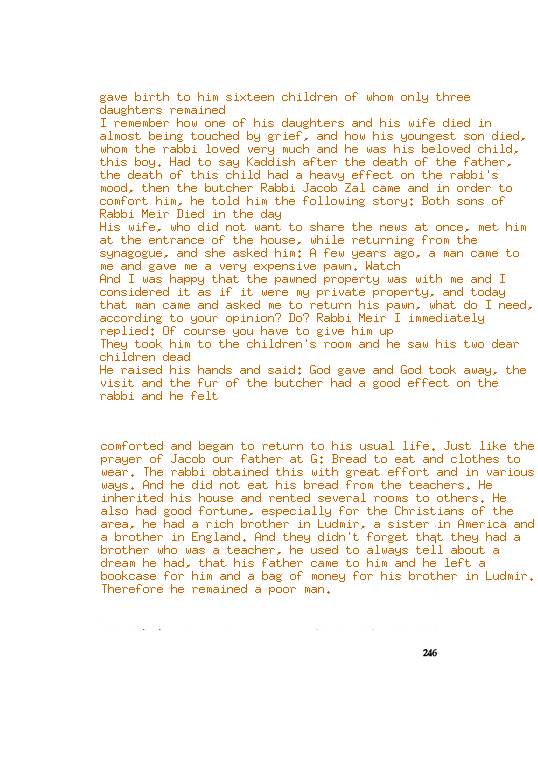 gave birth to him sixteen children of whom only three
daughters remained
I remember how one of his daughters and his wife died in
almost being touched by grief, and how his youngest son died,
whom the rabbi loved very much and he was his beloved child,
this boy. Had to say Kaddish after the death of the father,
the death of this child had a heavy effect on the rabbi's
mood, then the butcher Rabbi Jacob Zal came and in order to
comfort him, he told him the following story: Both sons of
Rabbi Meir Died in the day
His wife, who did not want to share the news at once, met him
at the entrance of the house, while returning from the
synagogue, and she asked him: A few years ago, a man came to
me and gave me a very expensive pawn. Watch
And I was happy that the pawned property was with me and I
considered it as if it were my private property, and today
that man came and asked me to return his pawn, what do I need,
according to your opinion? Do? Rabbi Meir I immediately
replied: Of course you have to give him up
They took him to the children's room and he saw his two dear
children dead
He raised his hands and said: God gave and God took away, the
visit and the fur of the butcher had a good effect on the
rabbi and he felt
comforted and began to return to his usual life. Just like the
prayer of Jacob our father at G: Bread to eat and clothes to
wear. The rabbi obtained this with great effort and in various
ways. And he did not eat his bread from the teachers. He
inherited his house and rented several rooms to others. He
also had good fortune, especially for the Christians of the
area, he had a rich brother in Ludmir, a sister in America and
a brother in England. And they didn't forget that they had a
brother who was a teacher, he used to always tell about a
dream he had, that his father came to him and he left a
bookcase for him and a bag of money for his brother in Ludmir.
Therefore he remained a poor man.
246